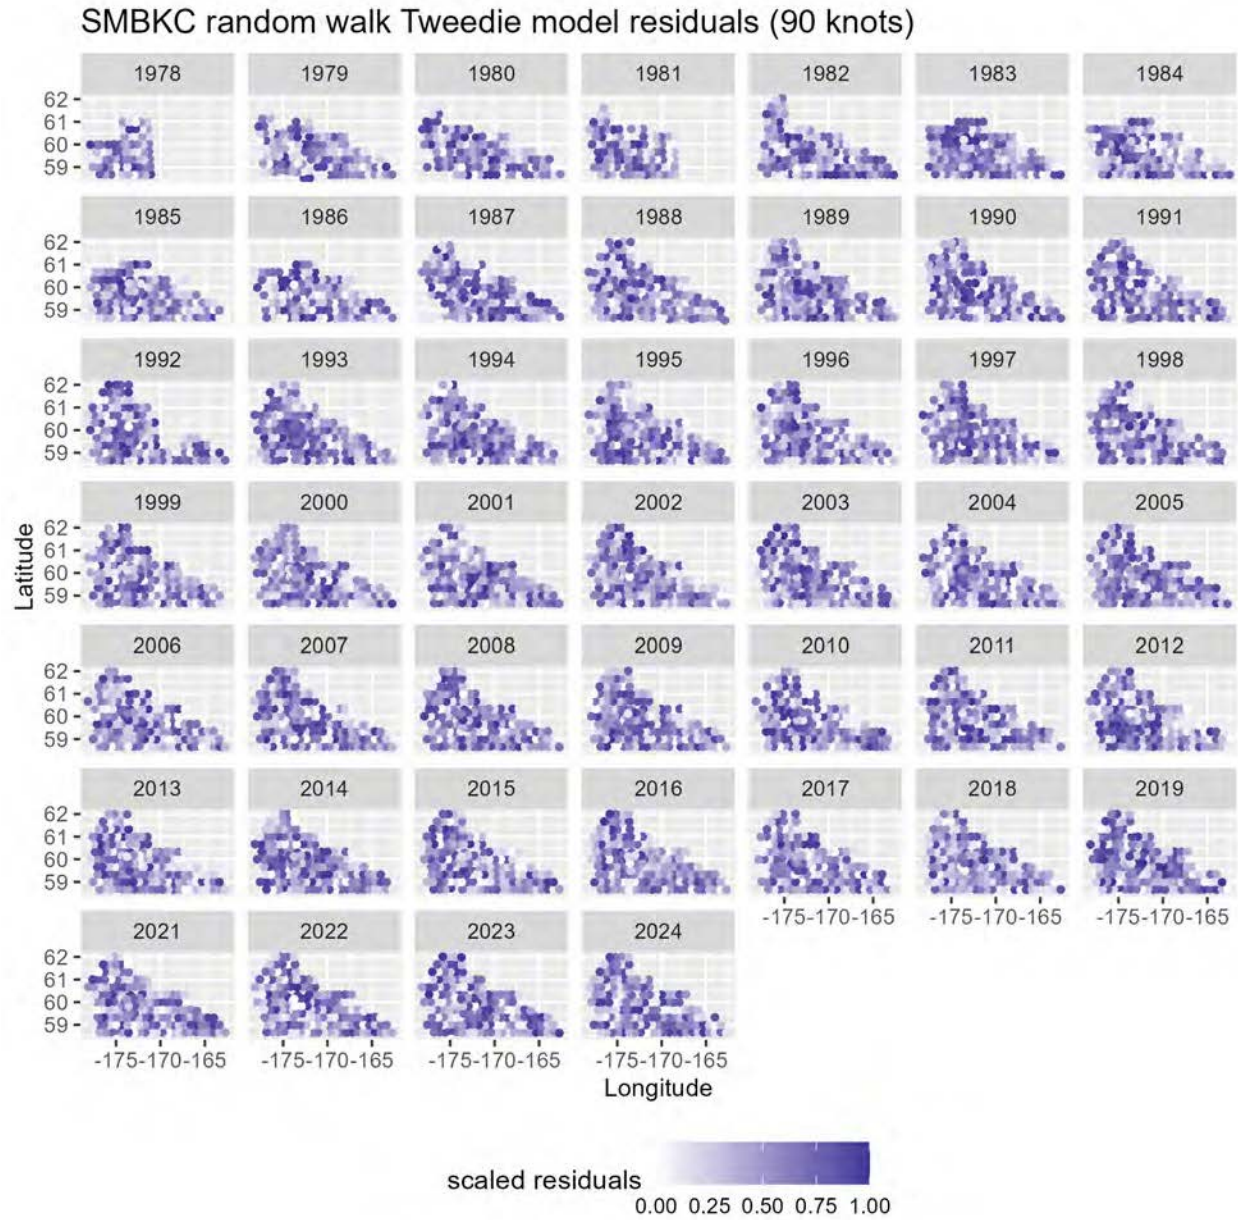 SMBKC random walk Tweedie model residuals (90 knots)
1978 1979 1980 1981 1982 1983 1984
62
61
60
59
1985 1986 1987 1988 1989 1990 1991
62
61
60
59
1992 1993 1994 1995 1996 1997 1998
62
61
60
59
1999 2000 2001 2002 2003 2004 2005
62
61
60
59
Latitude
2006 2007 2008 2009 2010 2011 2012
62
61
60
59
2013 2014 2015 2016 2017 2018 2019
62
61
60
59
-175 -170 -165 -175 -170 -165 -175 -170 -165
2021 2022 2023 2024
62
61
60
59
-175 -170 -165 -175 -170 -165 -175 -170 -165 -175 -170 -165
Longitude
scaled residuals
0.00 0.25 0.50 0.75 1.00